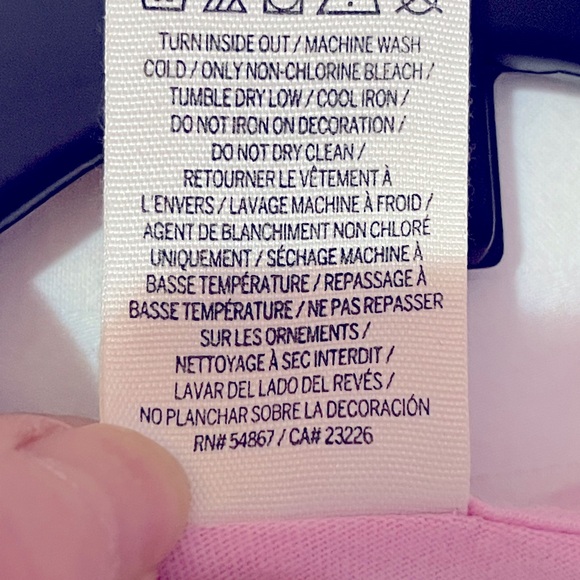 TURN INSIDE OUT / MACHINE WASH
COLD / ONLY NON-CHLORINE BLEACH /
TUMBLE DRY LOW / COOL IRON /
DO NOT IRON ON DECORATION /
DO NOT DRY CLEAN /
RETOURNER LE VÊTEMENT À
L'ENVERS / LAVAGE MACHINE À FROID /
AGENT DE BLANCHIMENT NON CHLORÉ
UNIQUEMENT / SÉCHAGE MACHINE À
BASSE TEMPÉRATURE / REPASSAGE À
BASSE TEMPÉRATURE / NE PAS REPASSER
SUR LES ORNEMENTS /
NETTOYAGE À SEC INTERDIT /
LAVAR DEL LADO DEL REVÉS /
NO PLANCHAR SOBRE LA DECORACIÓN
RN# 54867 / CA# 23226